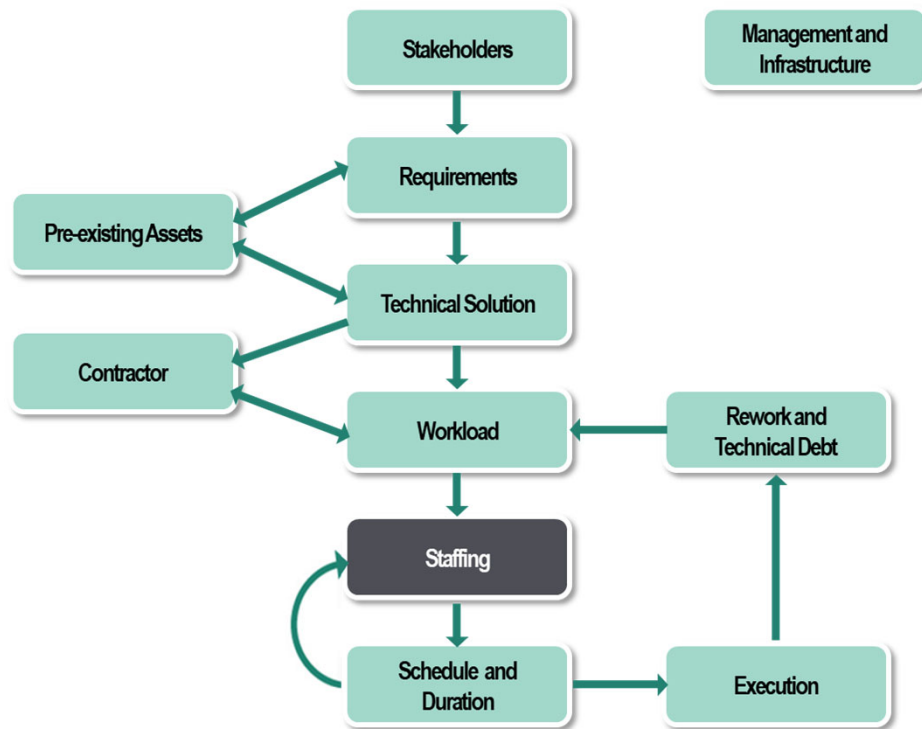 Stakeholders
Management and
Infrastructure
Requirements
Pre-existing Assets
Technical Solution
Contractor
Workload
Rework and
Technical Debt
Staffing
Schedule and
Duration
Execution